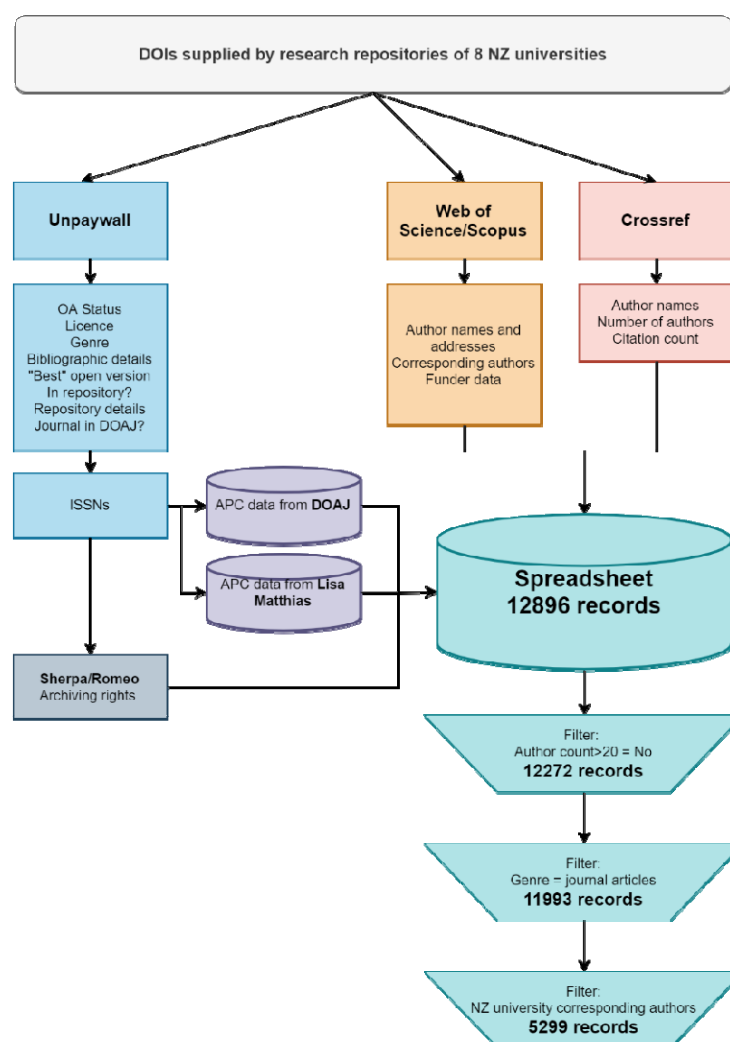 DOIs supplied by research repositories of 8 NZ universities
Unpaywall
Web of
Science/Scopus
Crossref
OA Status
Licence
Genre
Bibliographic details
"Best" open version
In repository?
Repository details
Journal in DOAJ?
Author names and
addresses
Corresponding authors
Funder data
Author names
Number of authors
Citation count
ISSNs
APC data from DOAJ
APC data from Lisa
Matthias
Spreadsheet
12896 records
Sherpa/Romeo
Archiving rights
Filter:
Author count>20 = No
12272 records
Filter:
Genre = journal articles
11993 records
Filter:
NZ university corresponding authors
5299 records